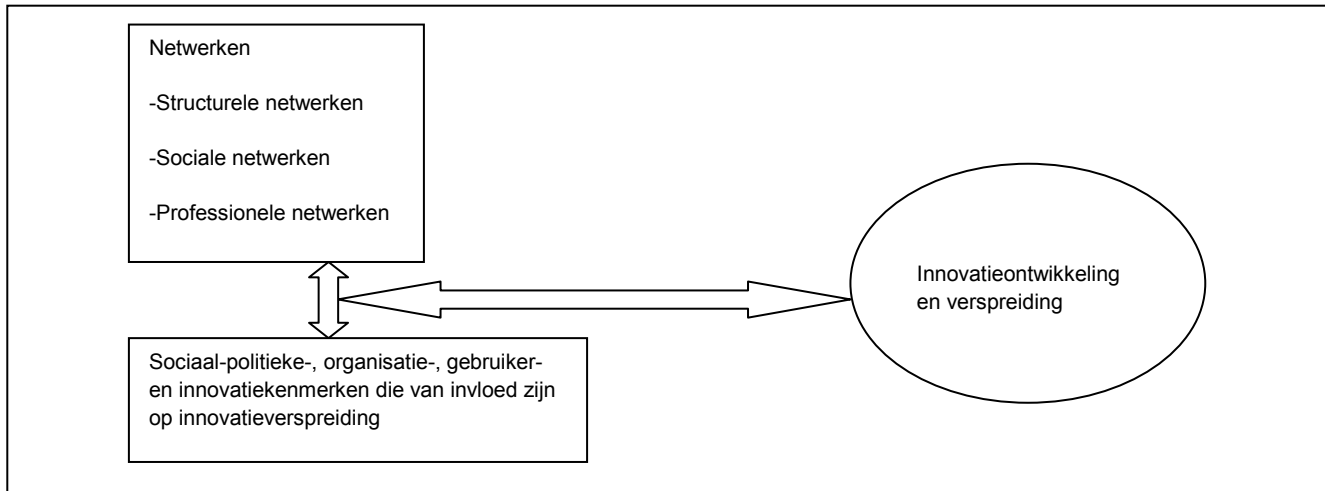 Netwerken
-Structurele netwerken
-Sociale netwerken
-Professionele netwerken
Innovatieontwikkeling
en verspreiding
Sociaal-politieke-, organisatie-, gebruiker-
en innovatiekenmerken die van invloed zijn
op innovatieverspreiding